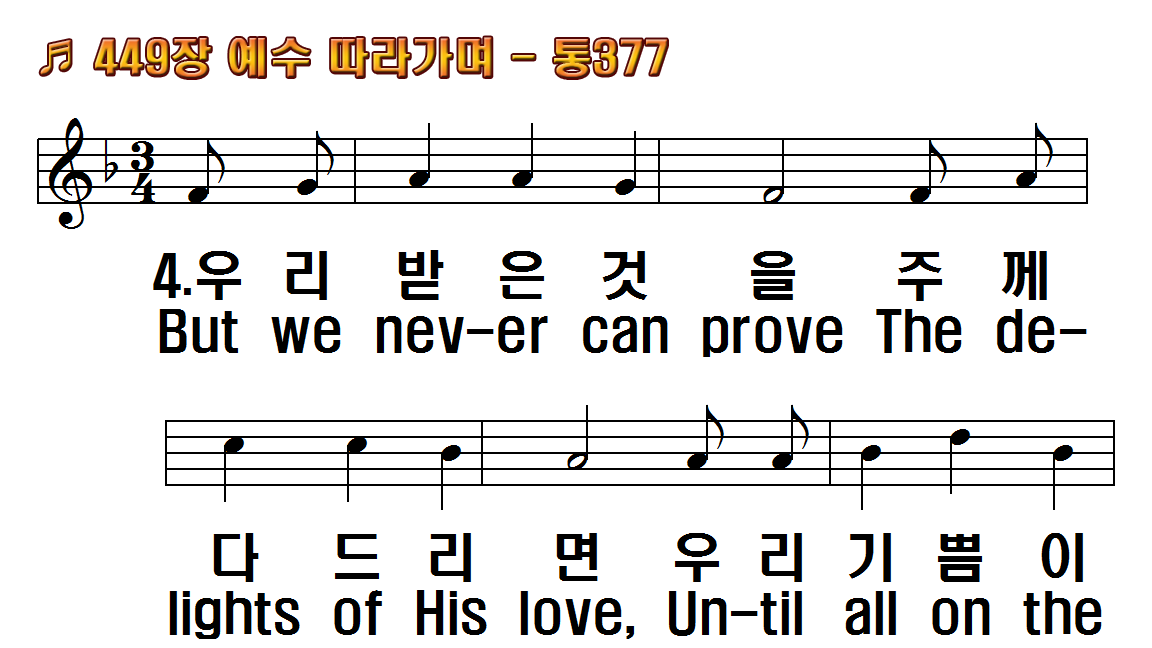 ♬ 449장 예수 따라가며 - 통377
3
4
4.우 리 받 은 것 을 주 께
But we nev-er can prove The de-
다 드 리 면 우 리 기 쁨 이
lights of His love, Un-til all on the